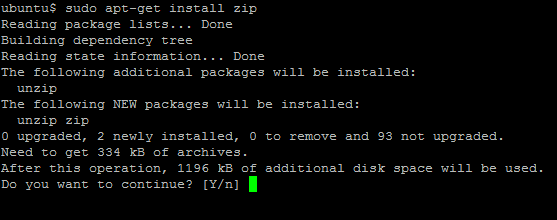 ubuntu$ sudo apt-get install zip
Reading package lists... Done
Building dependency tree
Reading state information... Done
The following additional packages will be installed:
  unzip
The following NEW packages will be installed:
  unzip zip
0 upgraded, 2 newly installed, 0 to remove and 93 not upgraded.
Need to get 334 kB of archives.
After this operation, 1196 kB of additional disk space will be used.
Do you want to continue? [Y/n]